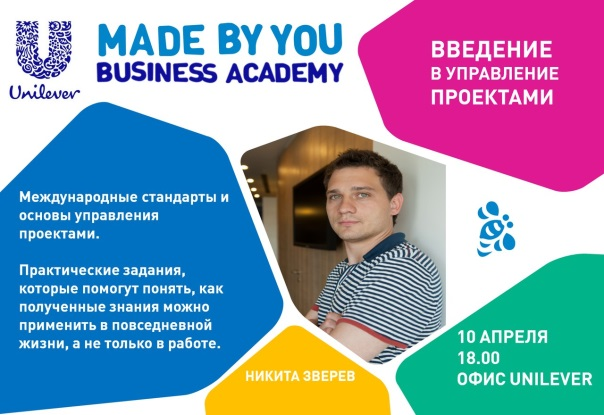 Unilever
MADE BY YOU
BUSINESS ACADEMY
ВВЕДЕНИЕ
В УПРАВЛЕНИЕ
ПРОЕКТАМИ
Международные стандарты и
основы управления
проектами.
Практические задания,
которые помогут понять, как
полученные знания можно
применить в повседневной
жизни, а не только в работе.
НИКИТА ЗВЕРЕВ
10 АПРЕЛЯ
18.00
ОФИС UNILEVER